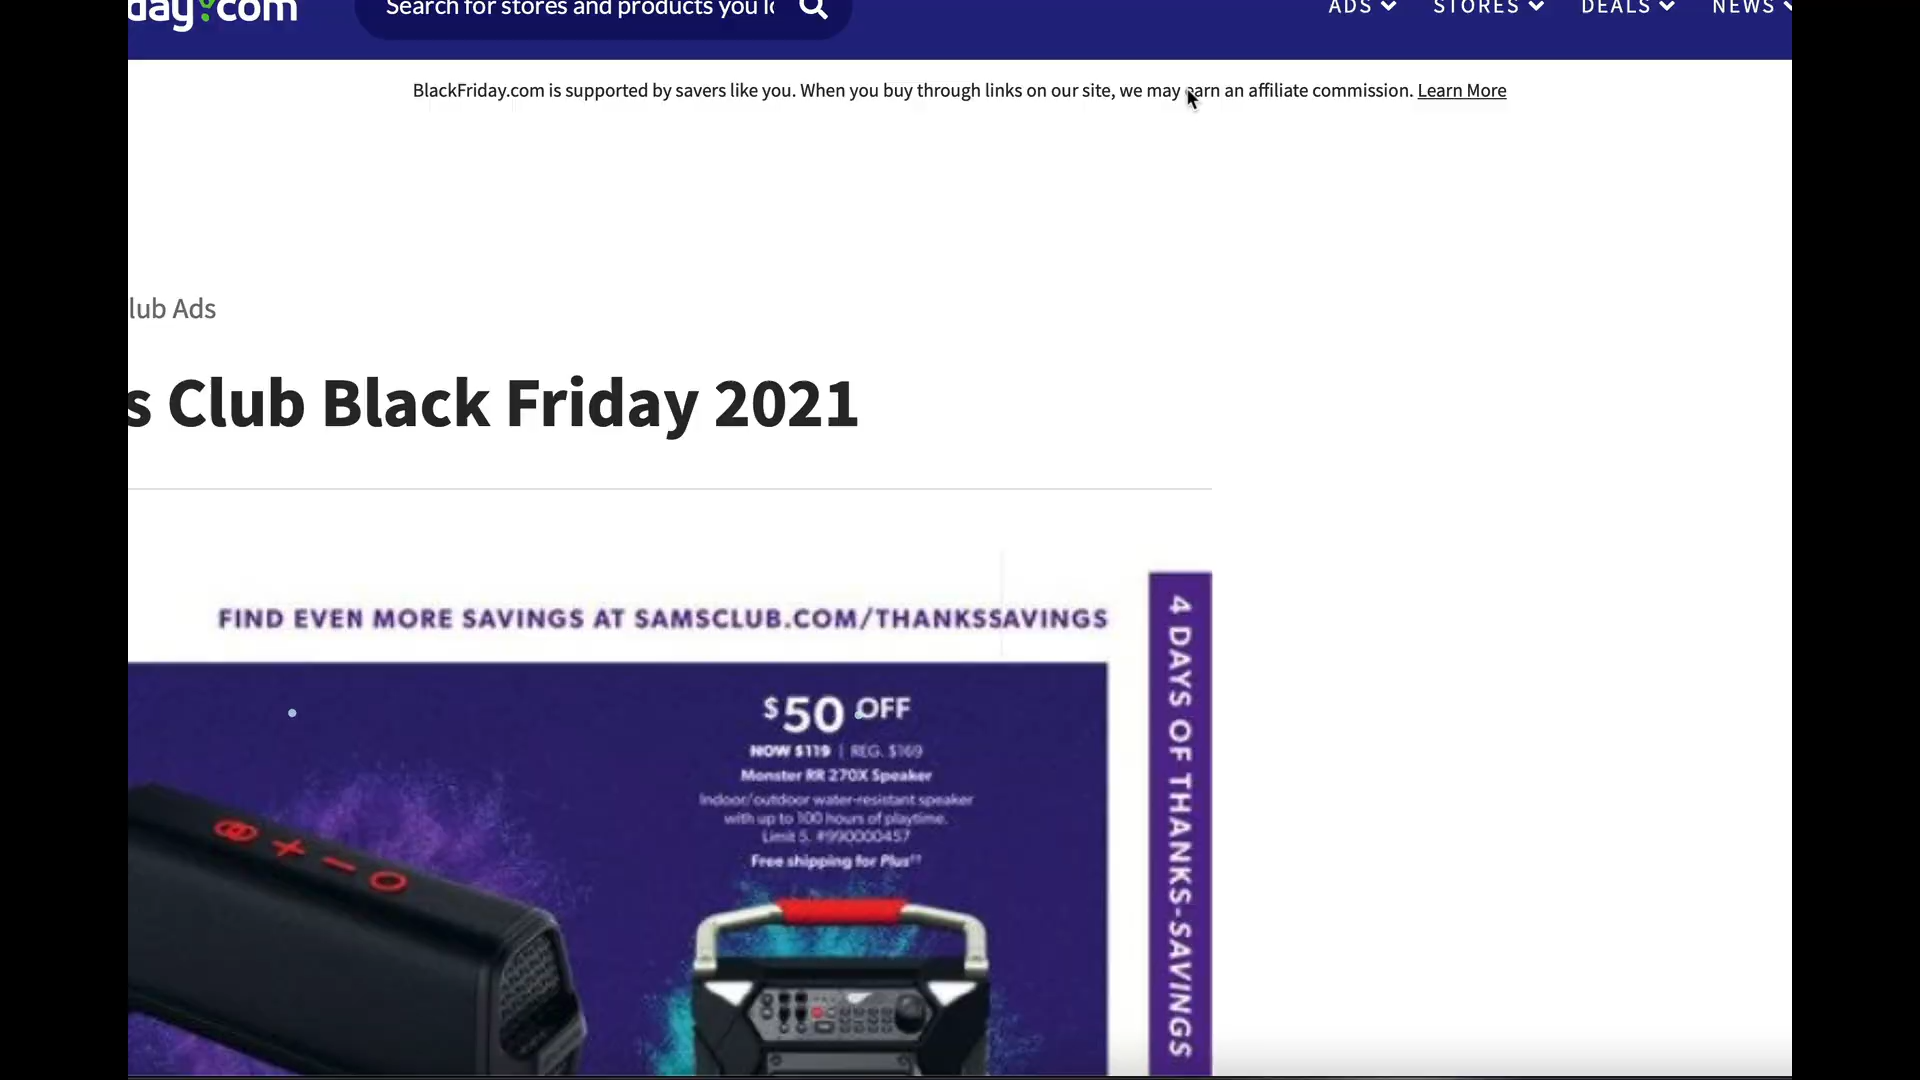 day.com
Search for stores and products you lo
ADS
STORES
DEALS
NEWS
BlackFriday.com is supported by savers like you. When you buy through links on our site, we may earn an affiliate commission. Learn More
lub Ads
s Club Black Friday 2021
FIND EVEN MORE SAVINGS AT SAMSCLUB.COM/THANKSSAVINGS
$50 OFF
NOW $119 | REG. $169
Monster RR 270X Speaker
Indoor/outdoor water-resistant speaker
with up to 100 hours of playtime.
Limit 5. #990000457
Free shipping for Plus††
4 DAYS OF THANKS-SAVINGS